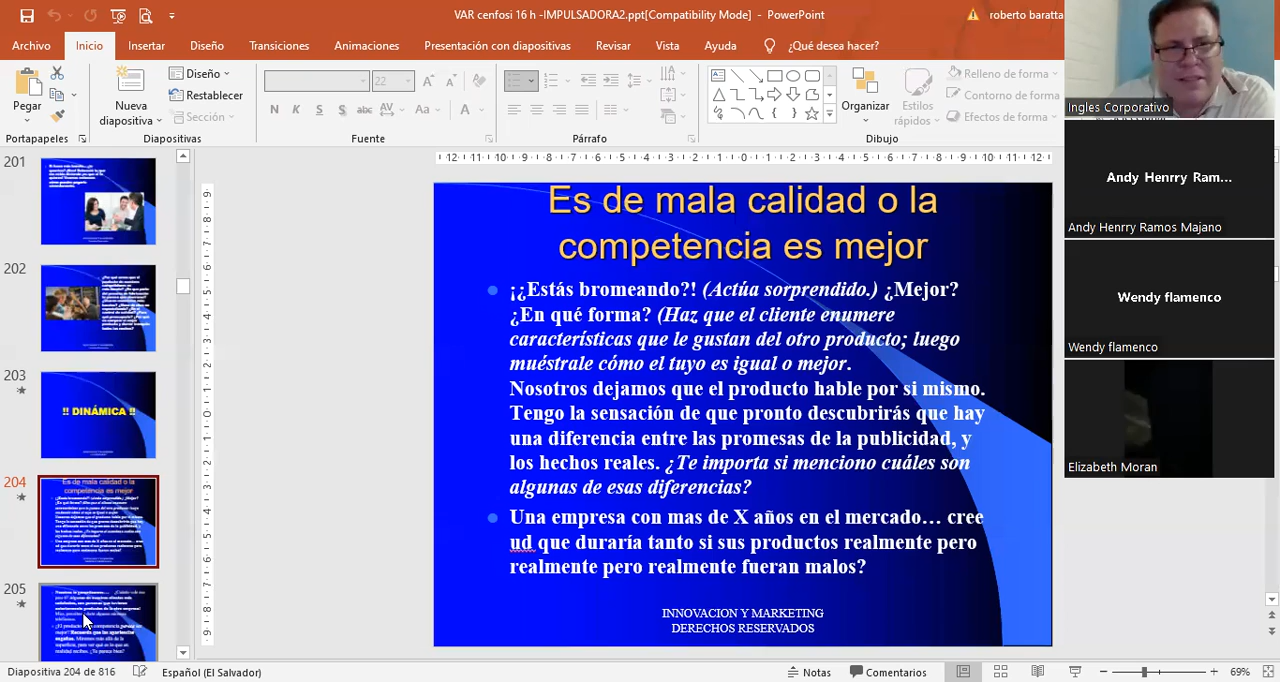 VAR cenfosi 16 h -IMPULSADORA2.ppt[Compatibility Mode] – PowerPoint
roberto baratta
Archivo Inicio Insertar Diseño Transiciones Animaciones Presentación con diapositivas Revisar Vista Ayuda ¿Qué desea hacer?
Pegar
Nueva diapositiva
Diseño
Restablecer
Sección
22
Organizar
Estilos rápidos
Relleno de forma
Contorno de forma
Efectos de forma
Portapapeles Diapositivas Fuente Párrafo Dibujo
201
202
203
!! DINÁMICA !!
204
205
Es de mala calidad o la
competencia es mejor
¡¿Estás bromeando?! (Actúa sorprendido.) ¿Mejor?
¿En qué forma? (Haz que el cliente enumere
características que le gustan del otro producto; luego
muéstrale cómo el tuyo es igual o mejor.
Nosotros dejamos que el producto hable por si mismo.
Tengo la sensación de que pronto descubrirás que hay
una diferencia entre las promesas de la publicidad, y
los hechos reales. ¿Te importa si menciono cuáles son
algunas de esas diferencias?
Una empresa con mas de X años en el mercado… cree
ud que duraría tanto si sus productos realmente pero
realmente pero realmente fueran malos?
INNOVACION Y MARKETING
DERECHOS RESERVADOS
Ingles Corporativo
Andy Henrry Ram...
Andy Henrry Ramos Majano
Wendy flamenco
Wendy flamenco
Elizabeth Moran
Diapositiva 204 de 816 Español (El Salvador) Notas Comentarios 69%